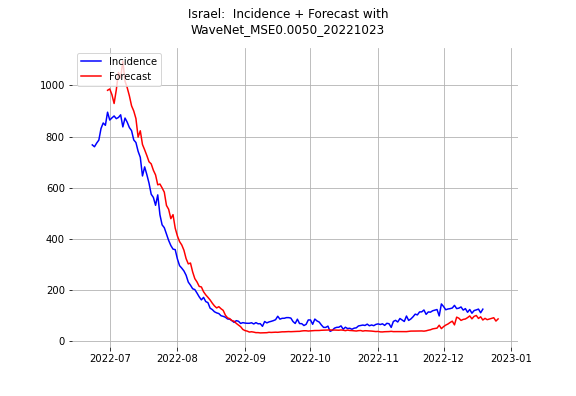 Israel:  Incidence + Forecast with
WaveNet_MSE0.0050_20221023
Incidence
Forecast
1000
800
600
400
200
0
2022-07 2022-08 2022-09 2022-10 2022-11 2022-12 2023-01